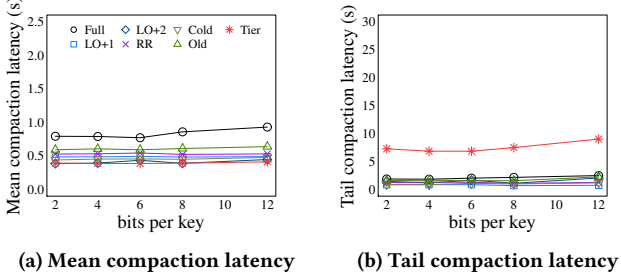 Mean compaction latency (s)
2.5
2.0
1.5
1.0
0.5
0.0
Full LO+2 Cold Tier
LO+1 RR Old
2 4 6 8 10 12
bits per key
(a) Mean compaction latency
Tail compaction latency (s)
30
25
20
15
10
5
0
2 4 6 8 10 12
bits per key
(b) Tail compaction latency